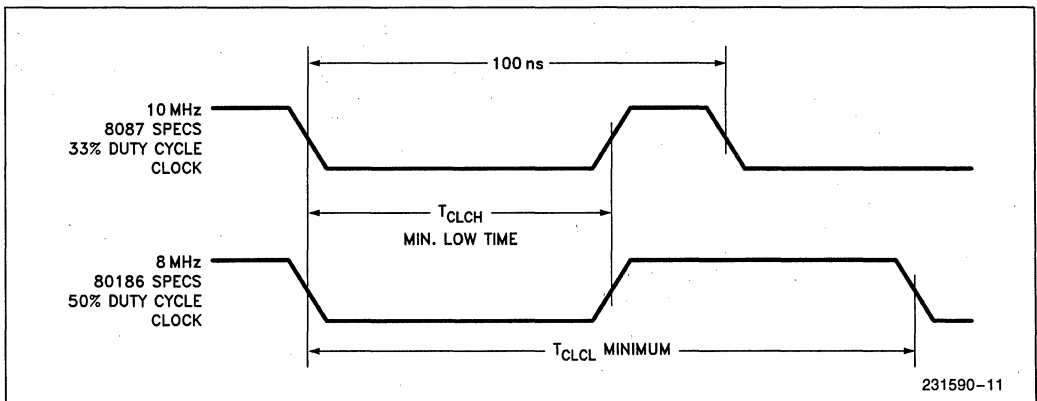 100 ns
10 MHz
8087 SPECS
33% DUTY CYCLE
CLOCK
TCLCH
MIN. LOW TIME
8 MHz
80186 SPECS
50% DUTY CYCLE
CLOCK
TCLCL MINIMUM
231590-11